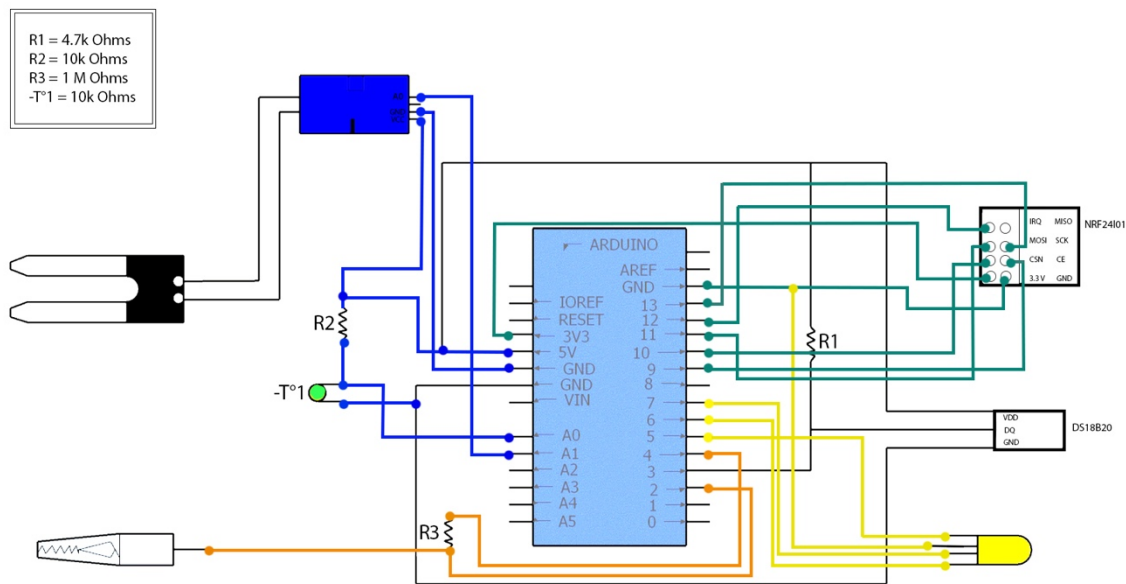 R1 = 4.7k Ohms
R2 = 10k Ohms
R3 = 1 M Ohms
-T°1 = 10k Ohms
A0
GND
ARDUINO
AREF
GND
IOREF
13
RESET
12
3V3
11
5V
10
GND
9
GND
8
VIN
7
6
A0
5
A1
4
A2
3
A3
2
A4
1
A5
0
R2
-T°1
R3
R1
IRQ MISO
MOSI SCK
CSN CE
3.3 V GND
NRF24l01
VDD
DQ
GND
DS18B20